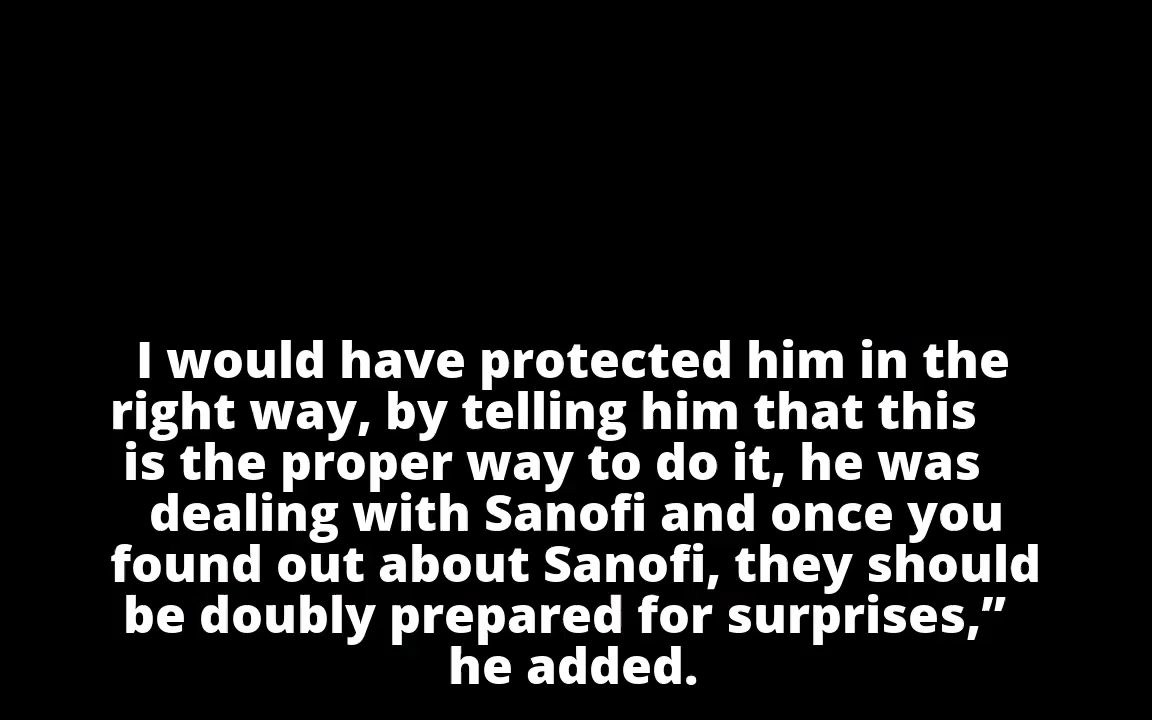 I would have protected him in the
right way, by telling him that this
is the proper way to do it, he was
dealing with Sanofi and once you
found out about Sanofi, they should
be doubly prepared for surprises,”
he added.